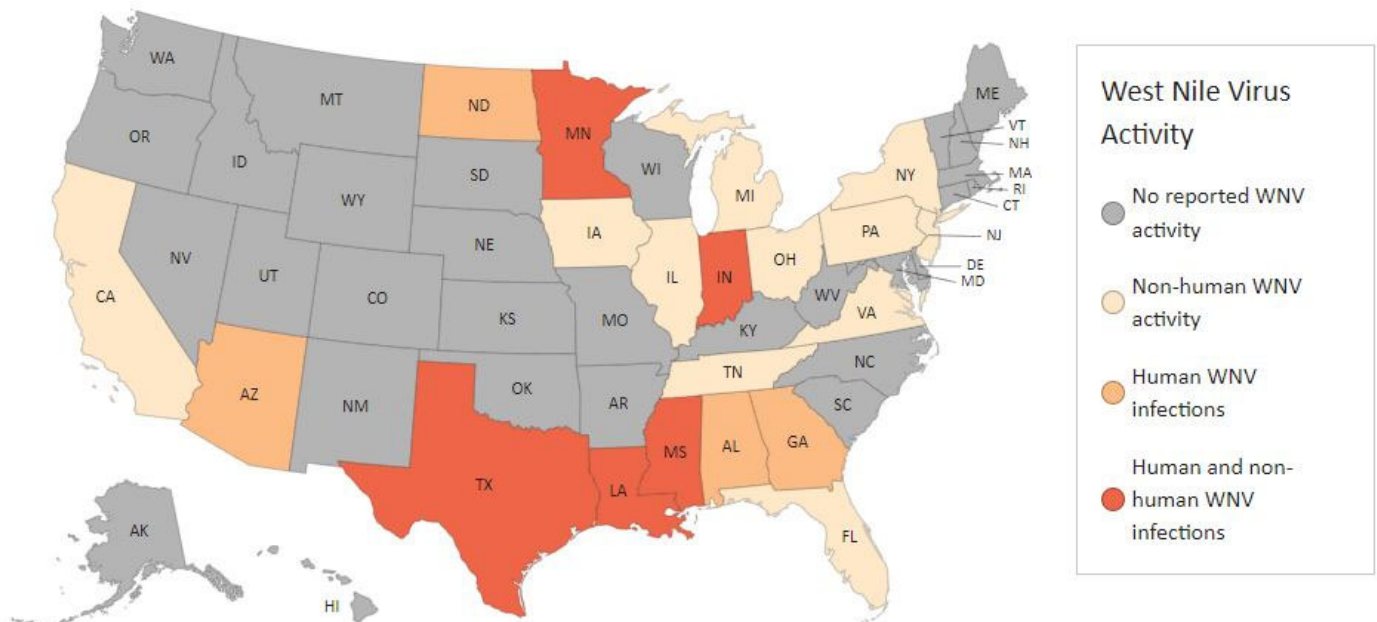 WA
MT
ND
MN
ME
VT
NH
OR
ID
SD
WI
NY
MA
RI
CT
WY
MI
IA
PA
NJ
NV
NE
OH
DE
MD
CA
UT
CO
IL
IN
WV
VA
KS
MO
KY
NC
TN
AZ
NM
OK
AR
SC
MS
AL
GA
TX
LA
FL
AK
HI
West Nile Virus
Activity
No reported WNV
activity
Non-human WNV
activity
Human WNV
infections
Human and non-
human WNV
infections